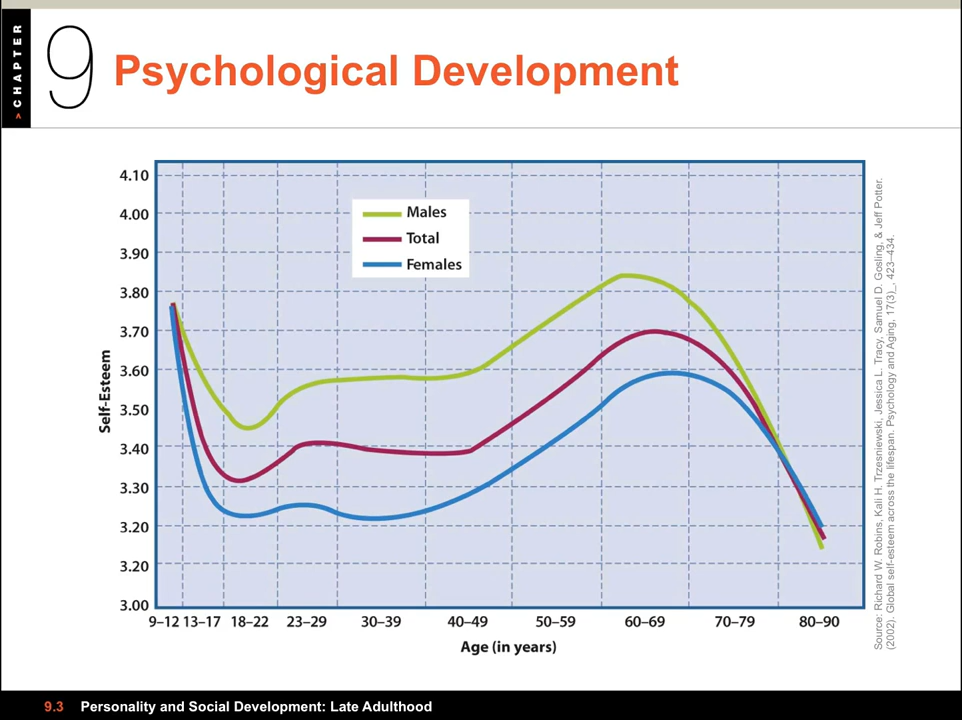 > CHAPTER
9
Psychological Development
4.10
4.00
3.90
3.80
3.70
3.60
3.50
3.40
3.30
3.20
3.20
3.00
Self-Esteem
Males
Total
Females
9–12 13–17 18–22 23–29 30–39 40–49 50–59 60–69 70–79 80–90
Age (in years)
Source: Richard W. Robins, Kali H. Trzesniewski, Jessica L. Tracy, Samuel D. Gosling, & Jeff Potter.
(2002). Global self-esteem across the lifespan. Psychology and Aging, 17(3)_, 423–434.
9.3 Personality and Social Development: Late Adulthood